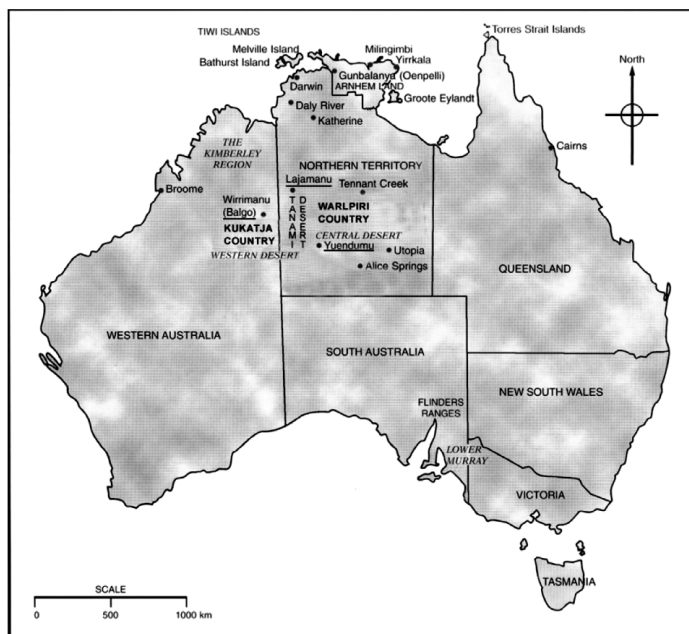 TIWI ISLANDS
Torres Strait Islands
Melville Island
Milingimbi
Bathurst Island
Yirrkala
North
Gunbalanya (Oenpelli)
ARNHEM LAND
Darwin
Groote Eylandt
Daly River
Katherine
Cairns
THE
KIMBERLEY
REGION
NORTHERN TERRITORY
Lajamanu
Tennant Creek
Broome
Wirrimanu
(Balgo)
TANAMI
DESERT
WARLPIRI
COUNTRY
KUKATJA
COUNTRY
CENTRAL DESERT
WESTERN DESERT
Yuendumu
Utopia
Alice Springs
QUEENSLAND
WESTERN AUSTRALIA
SOUTH AUSTRALIA
NEW SOUTH WALES
FLINDERS
RANGES
LOWER
MURRAY
VICTORIA
TASMANIA
SCALE
0 500 1000 km